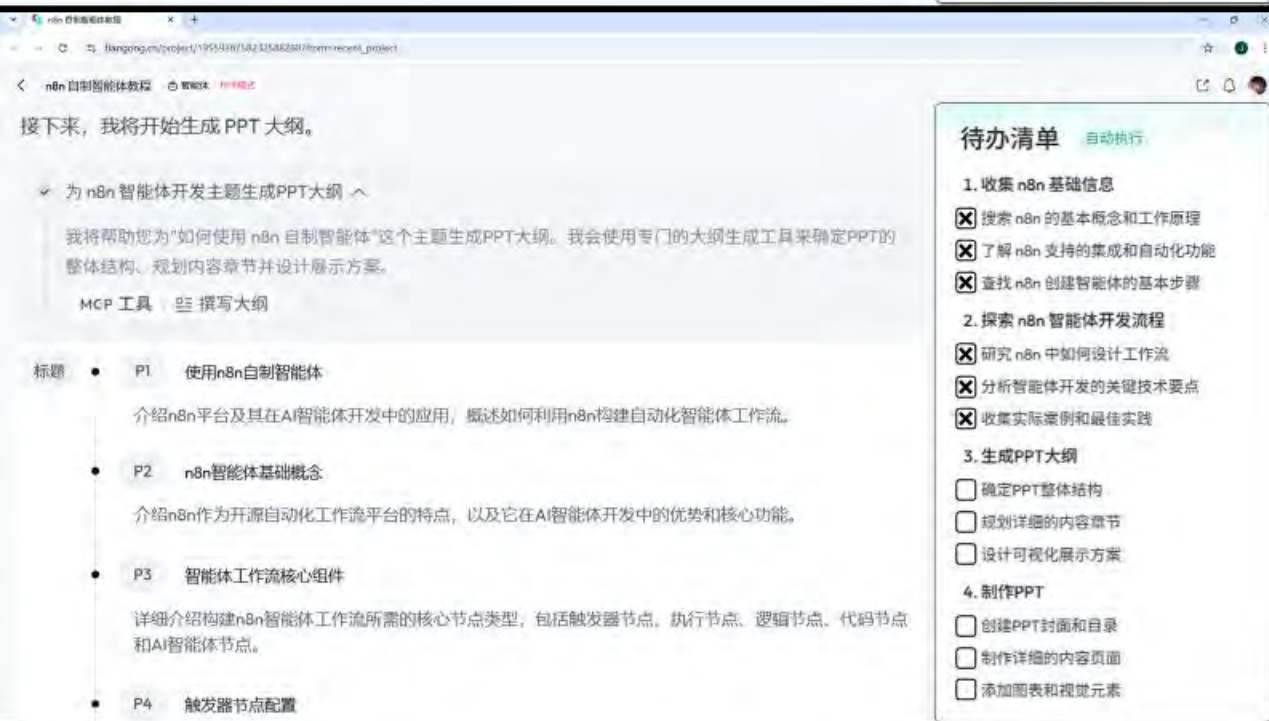 n8n 自制智能体教程
n8n 自制智能体教程 智能体 PPT模式
接下来，我将开始生成 PPT 大纲。
为 n8n 智能体开发主题生成PPT大纲
我将帮助您为"如何使用 n8n 自制智能体"这个主题生成PPT大纲。我会使用专门的大纲生成工具来确定PPT的
整体结构、规划内容章节并设计展示方案。
MCP 工具 撰写大纲
标题 P1 使用n8n自制智能体
介绍n8n平台及其在AI智能体开发中的应用，概述如何利用n8n构建自动化智能体工作流。
P2 n8n智能体基础概念
介绍n8n作为开源自动化工作流平台的特点，以及它在AI智能体开发中的优势和核心功能。
P3 智能体工作流核心组件
详细介绍构建n8n智能体工作流所需的核心节点类型，包括触发器节点、执行节点、逻辑节点、代码节点
和AI智能体节点。
P4 触发器节点配置
待办清单 自动执行
1. 收集 n8n 基础信息
搜索 n8n 的基本概念和工作原理
了解 n8n 支持的集成和自动化功能
查找 n8n 创建智能体的基本步骤
2. 探索 n8n 智能体开发流程
研究 n8n 中如何设计工作流
分析智能体开发的关键技术要点
收集实际案例和最佳实践
3. 生成PPT大纲
确定PPT整体结构
规划详细的内容章节
设计可视化展示方案
4. 制作PPT
创建PPT封面和目录
制作详细的内容页面
添加图表和视觉元素